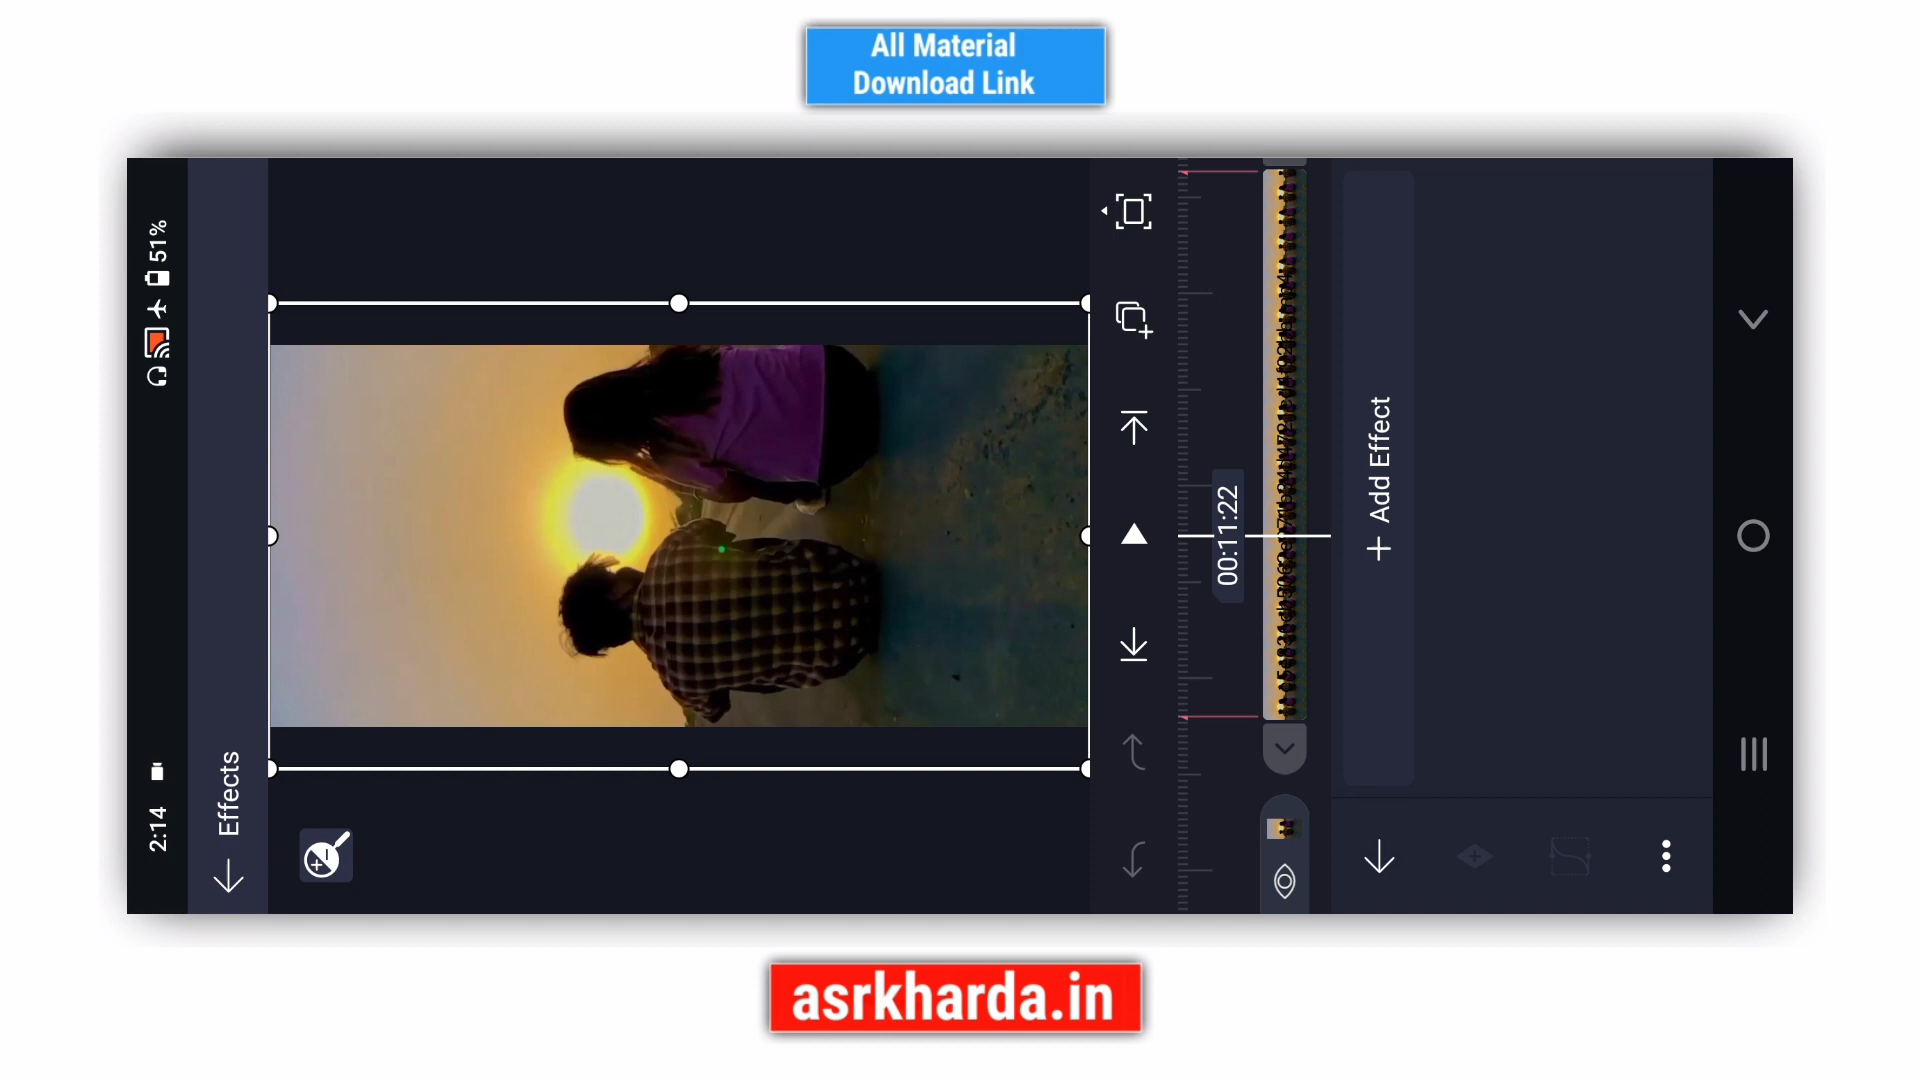 All Material
Download Link
2:14
51%
Effects
00:11:22
+ Add Effect
asrkharda.in